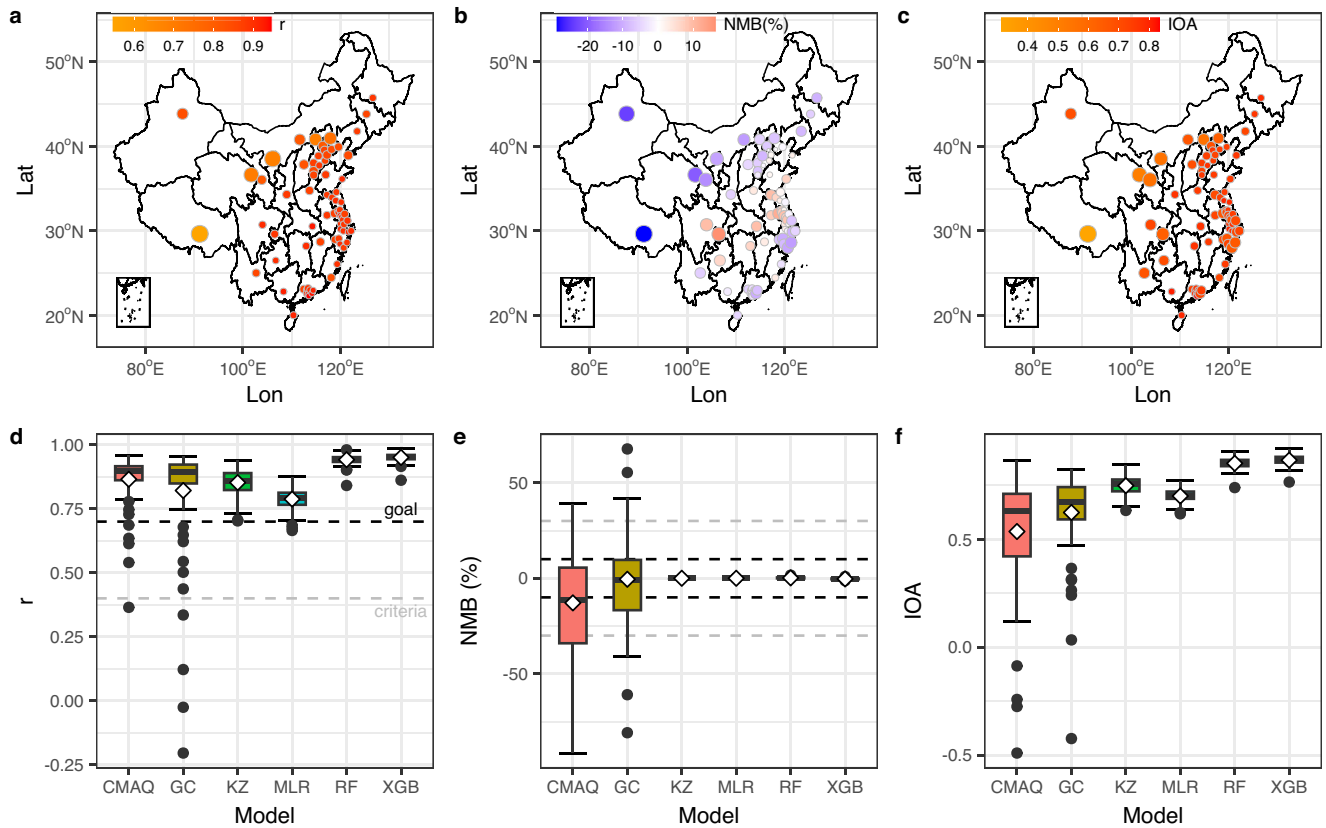 a
0.6 0.7 0.8 0.9 r
50°N
40°N
30°N
20°N
Lat
80°E 100°E 120°E
Lon
b
-20 -10 0 10 NMB(%)
50°N
40°N
30°N
20°N
Lat
80°E 100°E 120°E
Lon
c
0.4 0.6 0.7 0.8 IOA
50°N
40°N
30°N
20°N
Lat
80°E 100°E 120°E
Lon
d
1.00
0.75
0.50
0.25
0.00
-0.25
r
goal
criteria
CMAQ GC KZ MLR RF XGB
Model
e
50
0
-50
NMB (%)
CMAQ GC KZ MLR RF XGB
Model
f
0.5
0.0
-0.5
IOA
CMAQ GC KZ MLR RF XGB
Model